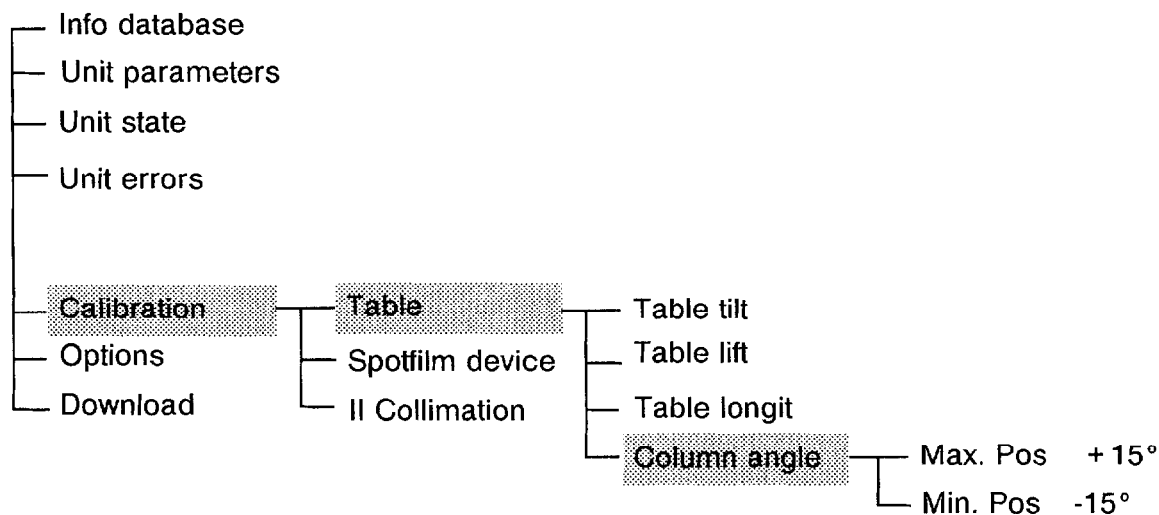 Info database
Unit parameters
Unit state
Unit errors
Calibration
Table
Table tilt
Options
Spotfilm device
Table lift
Download
II Collimation
Table longit
Column angle
Max. Pos +15°
Min. Pos -15°